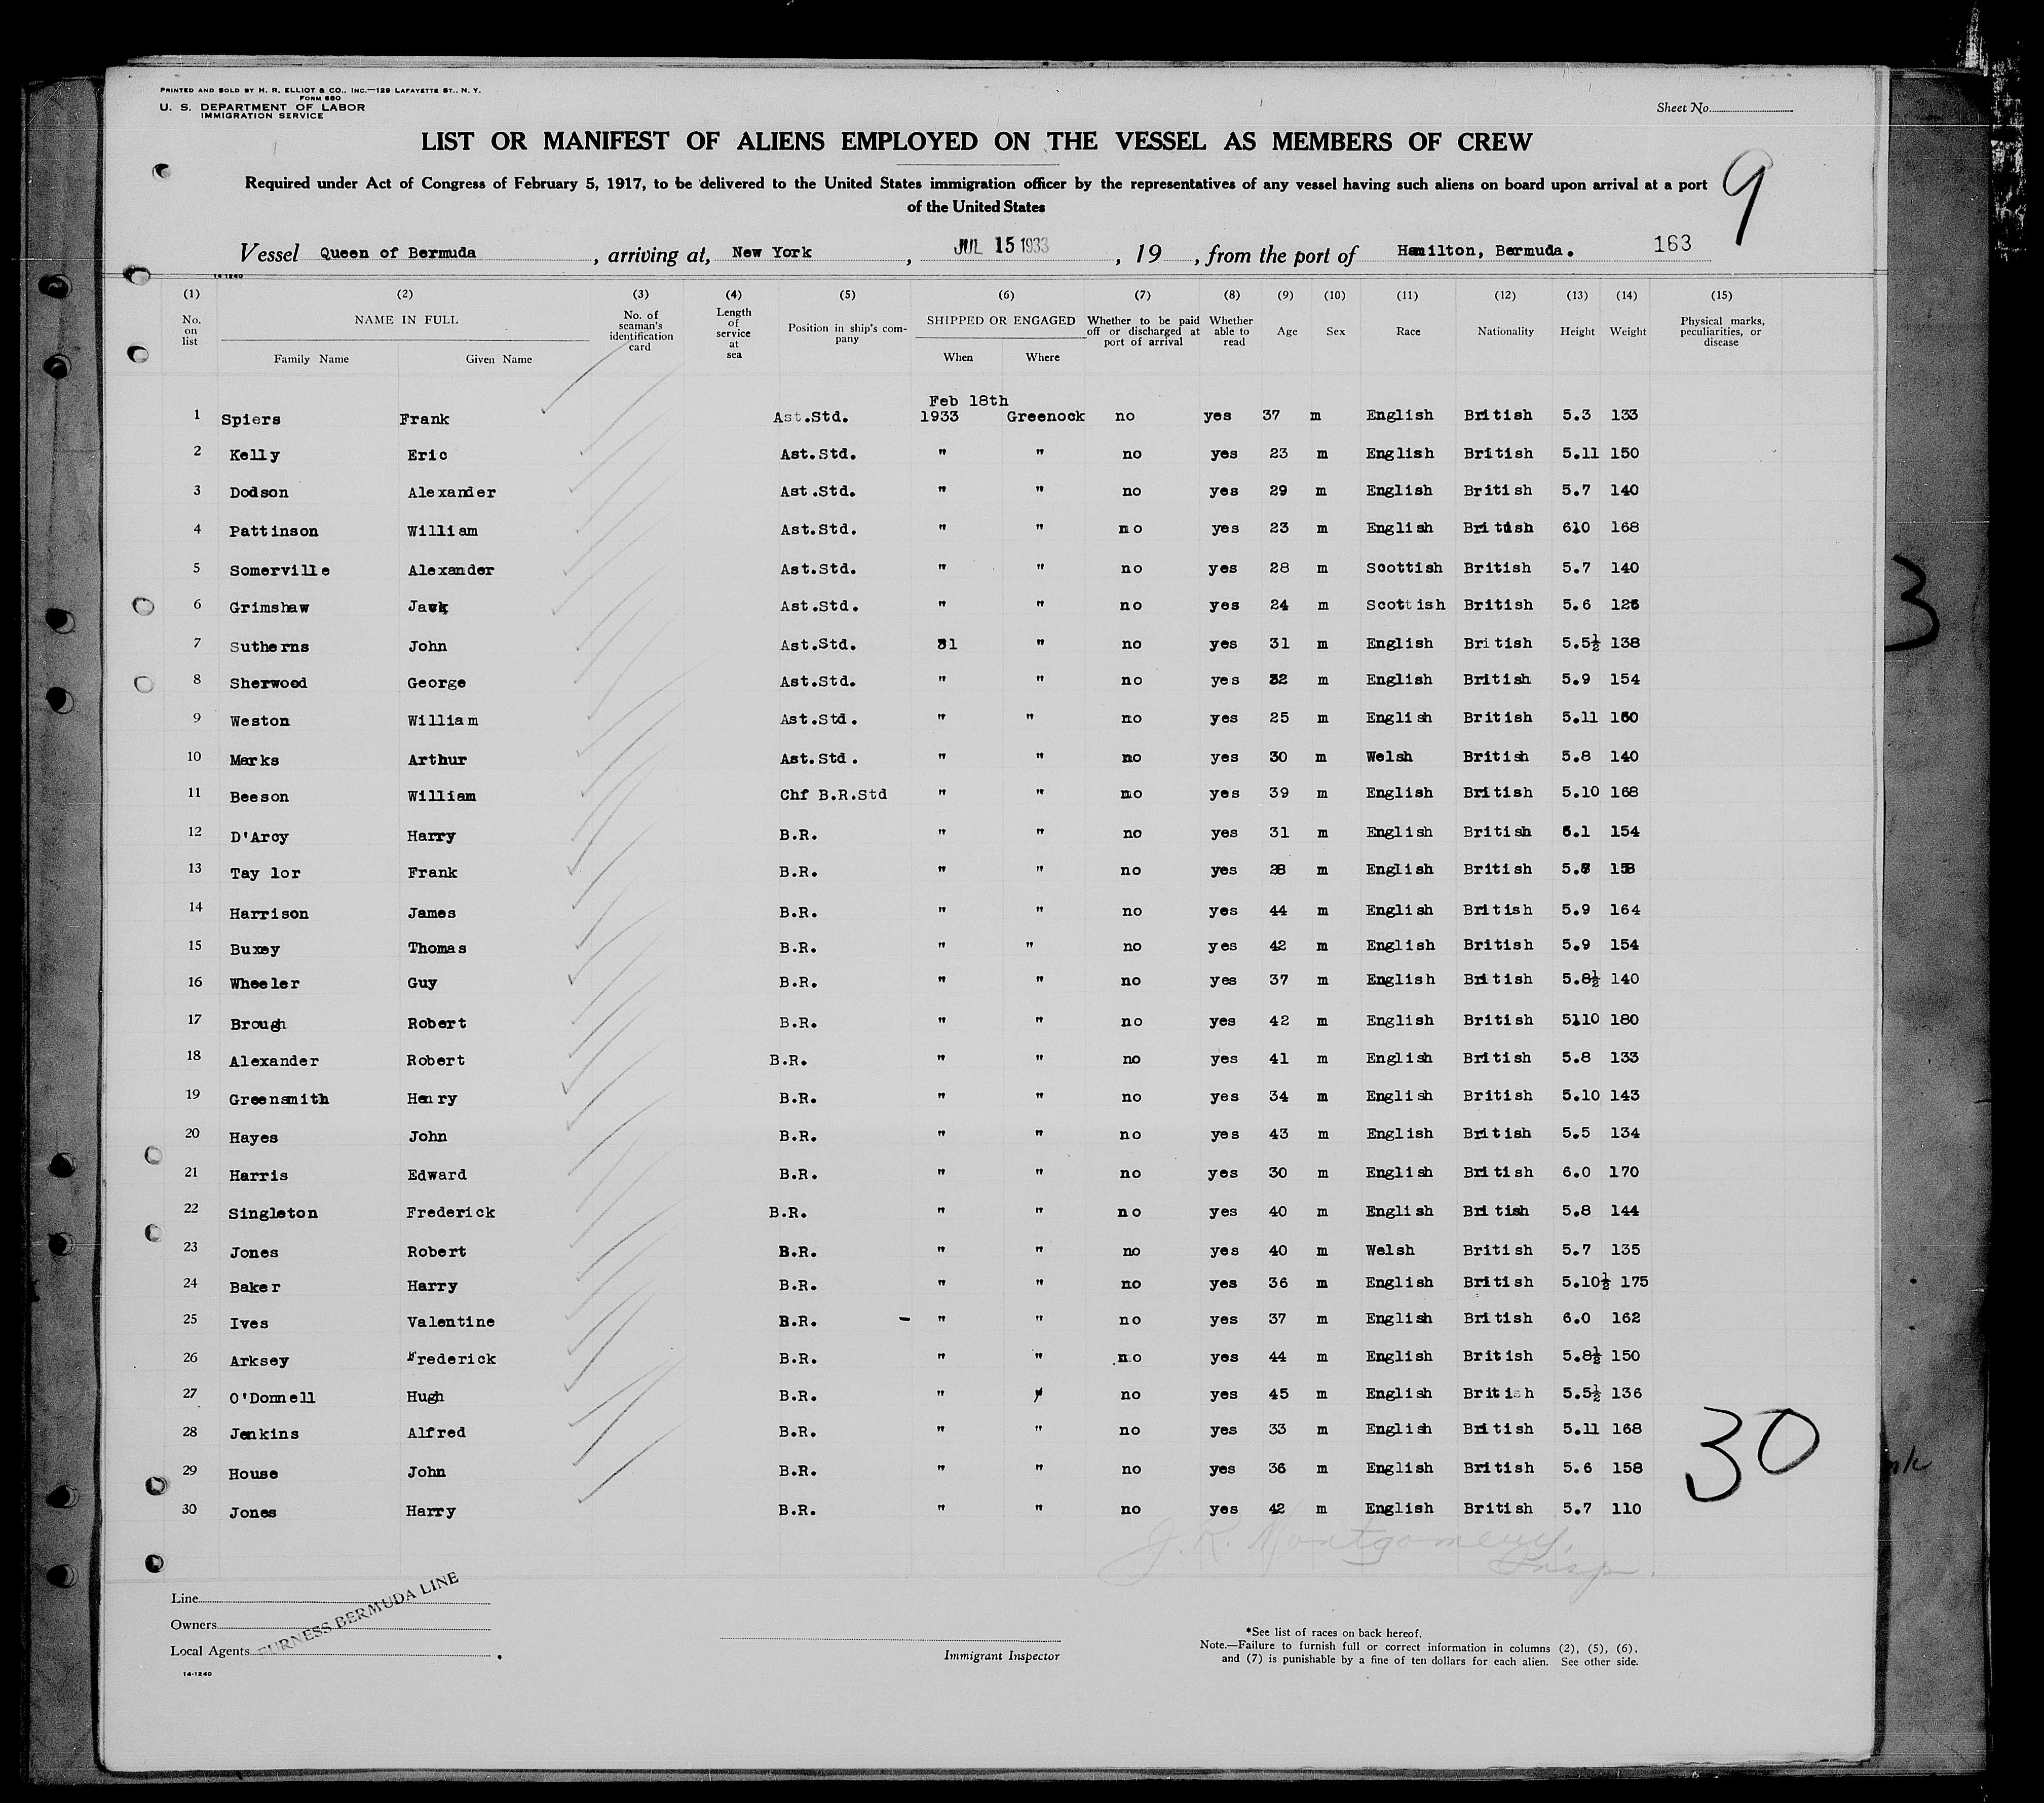 PRINTED AND SOLD BY H. R. ELLIOT & CO., INC.—129 LAFAYETTE ST., N. Y.
FORM 680
U. S. DEPARTMENT OF LABOR
IMMIGRATION SERVICE
Sheet No.
LIST OR MANIFEST OF ALIENS EMPLOYED ON THE VESSEL AS MEMBERS OF CREW
9
Required under Act of Congress of February 5, 1917, to be delivered to the United States immigration officer by the representatives of any vessel having such aliens on board upon arrival at a port
of the United States
Vessel Queen of Bermuda, arriving at, New York, JUL 15 1933, 19, from the port of Hamilton, Bermuda. 163
14-1240
(1) (2) (3) (4) (5) (6) (7) (8) (9) (10) (11) (12) (13) (14) (15)
No. on list NAME IN FULL Family Name Given Name No. of seaman's identification card Length of service at sea Position in ship's company SHIPPED OR ENGAGED When Where Whether to be paid off or discharged at port of arrival Whether able to read Age Sex Race Nationality Height Weight Physical marks, peculiarities, or disease
Feb 18th
1 Spiers Frank Ast.Std. 1933 Greenock no yes 37 m English British 5.3 133
2 Kelly Eric Ast.Std. " " no yes 23 m English British 5.11 150
3 Dodson Alexander Ast.Std. " " no yes 29 m English British 5.7 140
4 Pattinson William Ast.Std. " " no yes 23 m English British 610 168
5 Somerville Alexander Ast.Std. " " no yes 28 m Scottish British 5.7 140
6 Grimshaw Jack Ast.Std. " " no yes 24 m Scottish British 5.6
7 Sutherns John Ast.Std. " no yes 31 m English British 5.5½ 138
8 Sherwood George Ast.Std. " " no yes 32 m English British 5.9 154
9 Weston William Ast.Std. " " no yes 25 m English British 5.11
10 Marks Arthur Ast.Std. " " no yes 30 m Welsh British 5.8 140
11 Beeson William Chf B.R.Std " " no yes 39 m English British 5.10 168
12 D'Arcy Harry B.R. " " no yes 31 m English British 154
13 Tay lor Frank B.R. " " no yes 28 m English British
14 Harrison James B.R. " " no yes 44 m English British 5.9 164
15 Buxey Thomas B.R. " " no yes 42 m English British 5.9 154
16 Wheeler Guy B.R. " " no yes 37 m English British 5.8½ 140
17 Brough Robert B.R. " " no yes 42 m English British 5110 180
18 Alexander Robert B.R. " " no yes 41 m English British 5.8 133
19 Greensmith Henry B.R. " " no yes 34 m English British 5.10 143
20 Hayes John B.R. " " no yes 43 m English British 5.5 134
21 Harris Edward B.R. " " no yes 30 m English British 6.0 170
22 Singleton Frederick B.R. " " no yes 40 m English British 5.8 144
23 Jones Robert B.R. " " no yes 40 m Welsh British 5.7 135
24 Baker Harry B.R. " " no yes 36 m English British 5.10½ 175
25 Ives Valentine B.R. - " " no yes 37 m English British 6.0 162
26 Arksey Frederick B.R. " " no yes 44 m English British 5.8½ 150
27 O'Donnell Hugh B.R. " " no yes 45 m English British 5.5½ 136
28 Jenkins Alfred B.R. " " no yes 33 m English British 5.11 168
29 House John B.R. " " no yes 36 m English British 5.6 158
30 Jones Harry B.R. " " no yes 42 m English British 5.7 110
3
30
J. R. Montgomery
Insp.
Line
Owners
Local Agents
FURNESS BERMUDA LINE
14-1240
Immigrant Inspector
*See list of races on back hereof.
Note.—Failure to furnish full or correct information in columns (2), (5), (6),
and (7) is punishable by a fine of ten dollars for each alien. See other side.